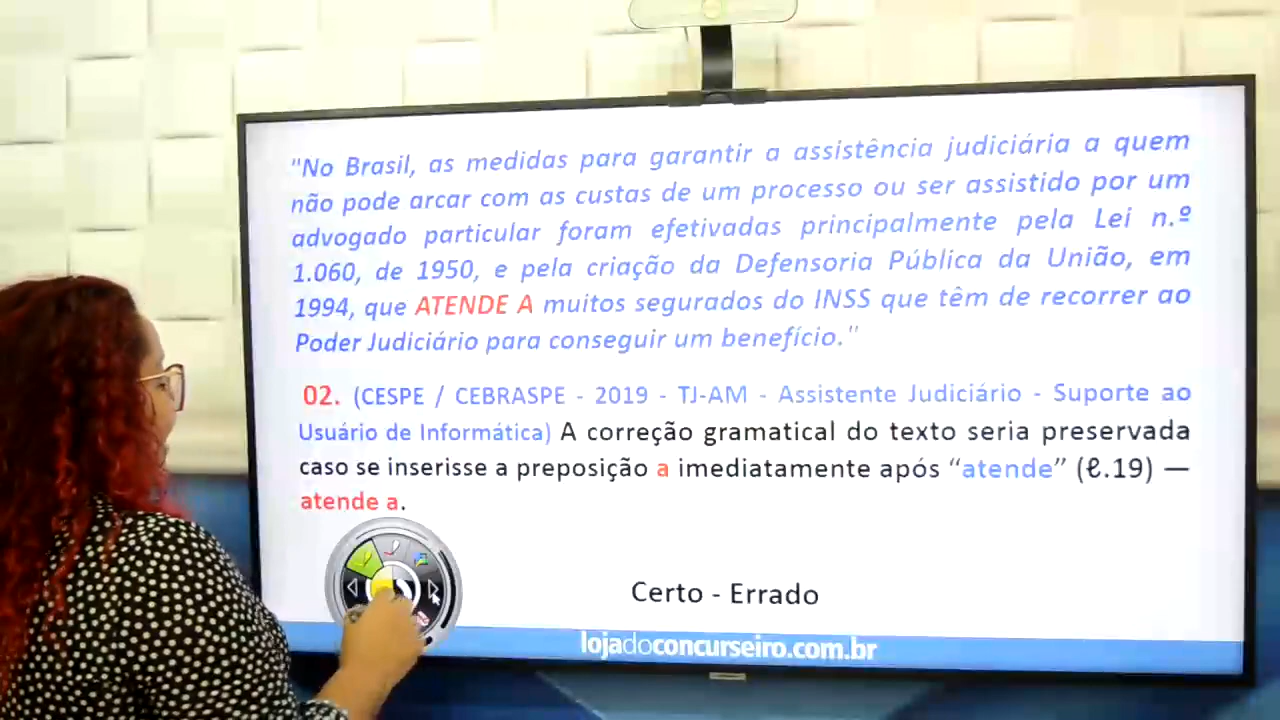 "No Brasil, as medidas para garantir a assistência judiciária a quem
não pode arcar com as custas de um processo ou ser assistido por um
advogado particular foram efetivadas principalmente pela Lei n.º
1.060, de 1950, e pela criação da Defensoria Pública da União, em
1994, que ATENDE A muitos segurados do INSS que têm de recorrer ao
Poder Judiciário para conseguir um benefício."
02. (CESPE / CEBRASPE - 2019 - TJ-AM - Assistente Judiciário - Suporte ao
Usuário de Informática) A correção gramatical do texto seria preservada
caso se inserisse a preposição a imediatamente após “atende” (ℓ.19) —
atende a.
Certo - Errado
lojadoconcurseiro.com.br